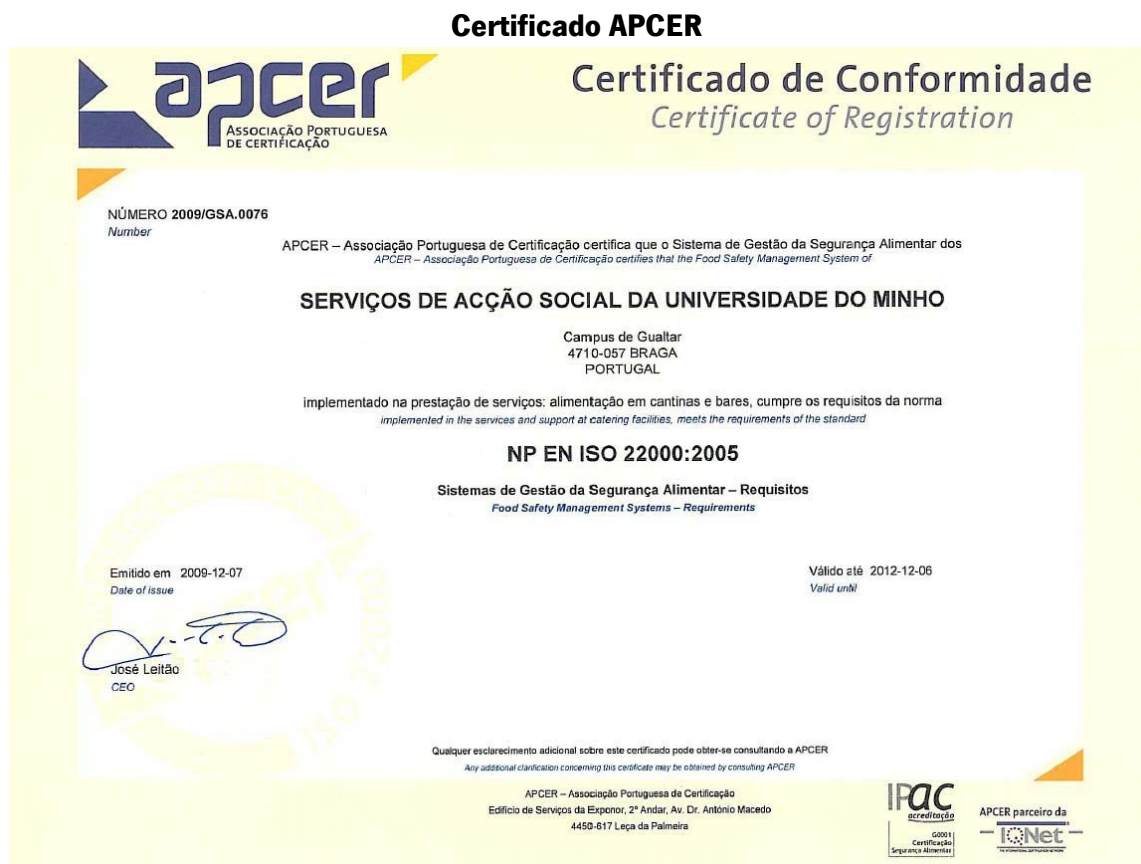 Certificado APCER
apcer
ASSOCIAÇÃO PORTUGUESA
DE CERTIFICAÇÃO
Certificado de Conformidade
Certificate of Registration
NÚMERO 2009/GSA.0076
Number
APCER – Associação Portuguesa de Certificação certifica que o Sistema de Gestão da Segurança Alimentar dos
APCER – Associação Portuguesa de Certificação certifies that the Food Safety Management System of
SERVIÇOS DE ACÇÃO SOCIAL DA UNIVERSIDADE DO MINHO
Campus de Gualtar
4710-057 BRAGA
PORTUGAL
implementado na prestação de serviços: alimentação em cantinas e bares, cumpre os requisitos da norma
implemented in the services and support at catering facilities, meets the requirements of the standard
NP EN ISO 22000:2005
Sistemas de Gestão da Segurança Alimentar – Requisitos
Food Safety Management Systems – Requirements
Emitido em 2009-12-07
Date of issue
Válido até 2012-12-06
Valid until
José Leitão
CEO
Qualquer esclarecimento adicional sobre este certificado pode obter-se consultando a APCER
Any additional clarification concerning this certificate may be obtained by consulting APCER
APCER – Associação Portuguesa de Certificação
Edifício de Serviços da Exponor, 2º Andar, Av. Dr. António Macedo
4450-617 Leça da Palmeira
IPAC
acreditação
G0001
Certificação
Segurança Alimentar
APCER parceiro da
IQNet
THE INTERNATIONAL CERTIFICATION NETWORK